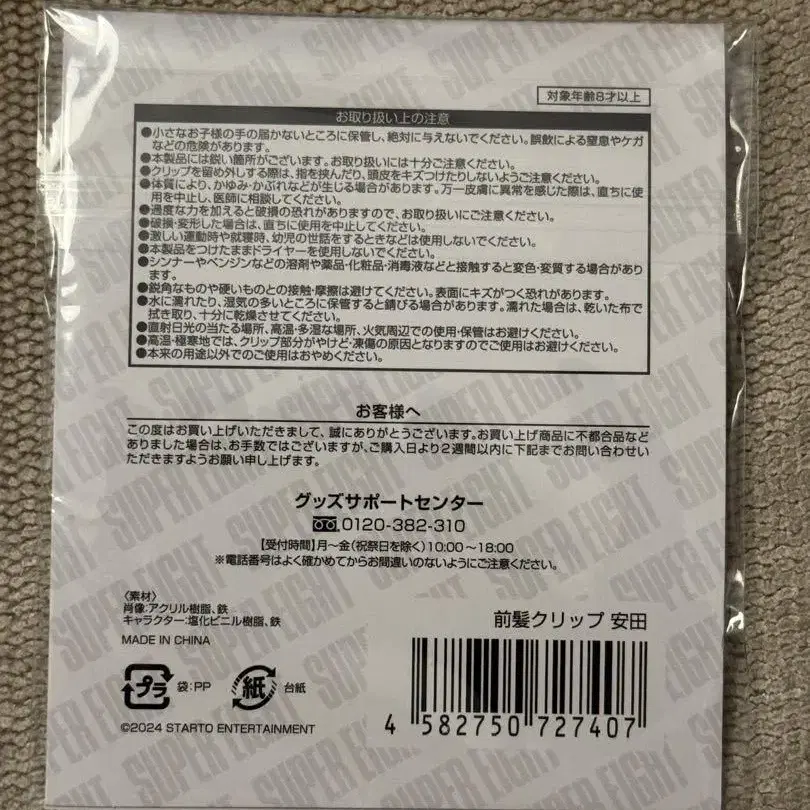 対象年齢8才以上
お取り扱い上の注意
●小さなお子様の手の届かないところに保管し、絶対に与えないでください。誤飲による窒息やケガ
などの危険があります。
●本製品には鋭い箇所がございます。お取り扱いには十分ご注意ください。
●クリップを留め外しする際は、指を挟んだり、頭皮をキズつけたりしないようご注意ください。
●体質により、かゆみ・かぶれなどが生じる場合があります。万一皮膚に異常を感じた際は、直ちに使
用を中止し、医師に相談してください。
●過度な力を加えると破損の恐れがありますので、お取り扱いにご注意ください。
●破損・変形した場合は、直ちに使用を中止してください。
●激しい運動時や就寝時、幼児の世話をするときなどは使用しないでください。
●本製品をつけたままドライヤーを使用しないでください。
●シンナーやベンジンなどの溶剤や薬品・化粧品・消毒液などと接触すると変色・変質する場合があり
ます。
●鋭角なものや硬いものとの接触・摩擦は避けてください。表面にキズがつく恐れがあります。
●水に濡れたり、湿気の多いところに保管すると錆びる場合があります。濡れた場合は、乾いた布で
拭き取り、十分に乾燥させてください。
●直射日光の当たる場所、高温・多湿な場所、火気周辺での使用・保管はお避けください。
●高温・極寒地では、クリップ部分がやけど・凍傷の原因となりますのでご使用はお避けください。
●本来の用途以外でのご使用はおやめください。
お客様へ
この度はお買い上げいただきまして、誠にありがとうございます。お買い上げ商品に不都合品など
ありました場合は、お手数ではございますが、ご購入日より2週間以内に下記までお問い合わせい
ただきますようお願い申し上げます。
グッズサポートセンター
0120-382-310
【受付時間】月〜金(祝祭日を除く)10:00〜18:00
※電話番号はよく確かめてからお間違いのないようにご注意ください。
〈素材〉
肖像:アクリル樹脂、鉄
キャラクター:塩化ビニル樹脂、鉄
MADE IN CHINA
プラ 袋:PP 紙 台紙
©2024 STARTO ENTERTAINMENT
前髪クリップ 安田
4 582750 727407
SUPER EIGHT